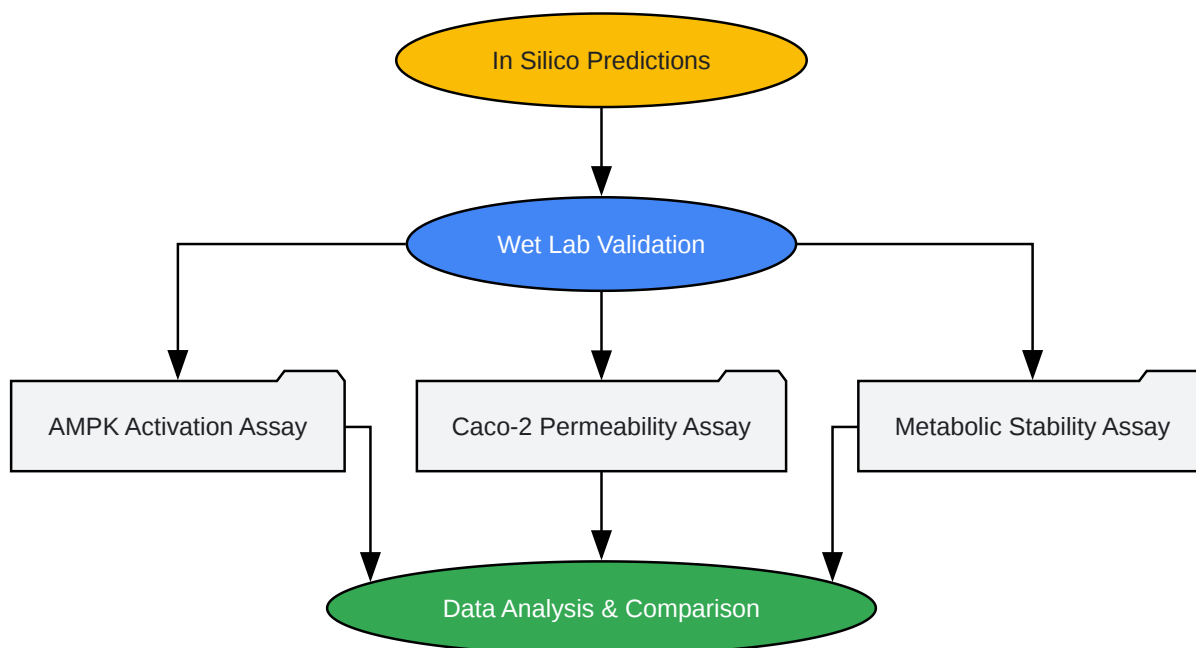 In Silico Predictions
Wet Lab Validation
AMPK Activation Assay
Caco-2 Permeability Assay
Metabolic Stability Assay
Data Analysis & Comparison